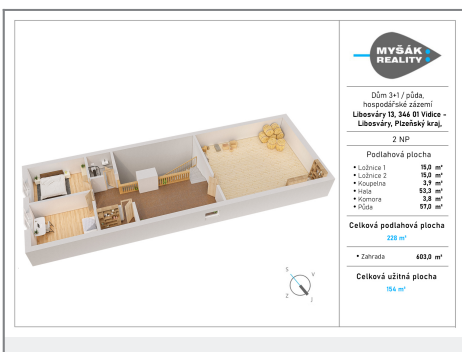 MYŠÁK
REALITY
Dům 3+1 / půda,
hospodářské zázemí
Libosváry 13, 346 01 Vidice -
Libosváry, Plzeňský kraj,
2 NP
Podlahová plocha
• Ložnice 1 15,0 m²
• Ložnice 2 15,0 m²
• Koupelna 3,9 m²
• Hala 53,3 m²
• Komora 3,8 m²
• Půda 57,0 m²
Celková podlahová plocha
228 m²
• Zahrada 603,0 m²
Celková užitná plocha
154 m²
S
V
Z
J